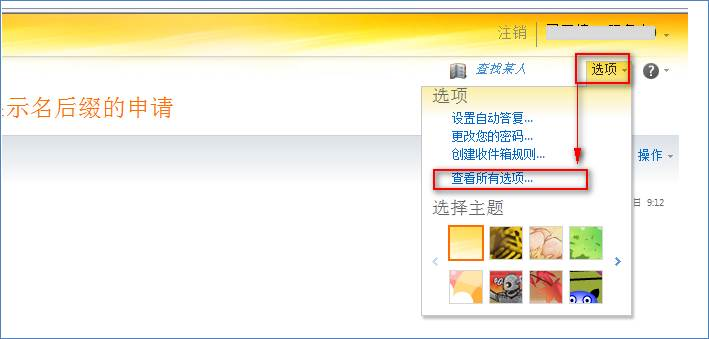 注销
查找某人
选项
示名后缀的申请
选项
设置自动答复...
更改您的密码...
创建收件箱规则...
操作
查看所有选项...
9:12
选择主题